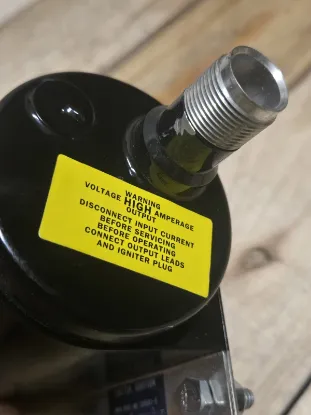 WARNING
VOLTAGE HIGH AMPERAGE
OUTPUT
DISCONNECT INPUT CURRENT
BEFORE SERVICING
BEFORE OPERATING
CONNECT OUTPUT LEADS
AND IGNITER PLUG